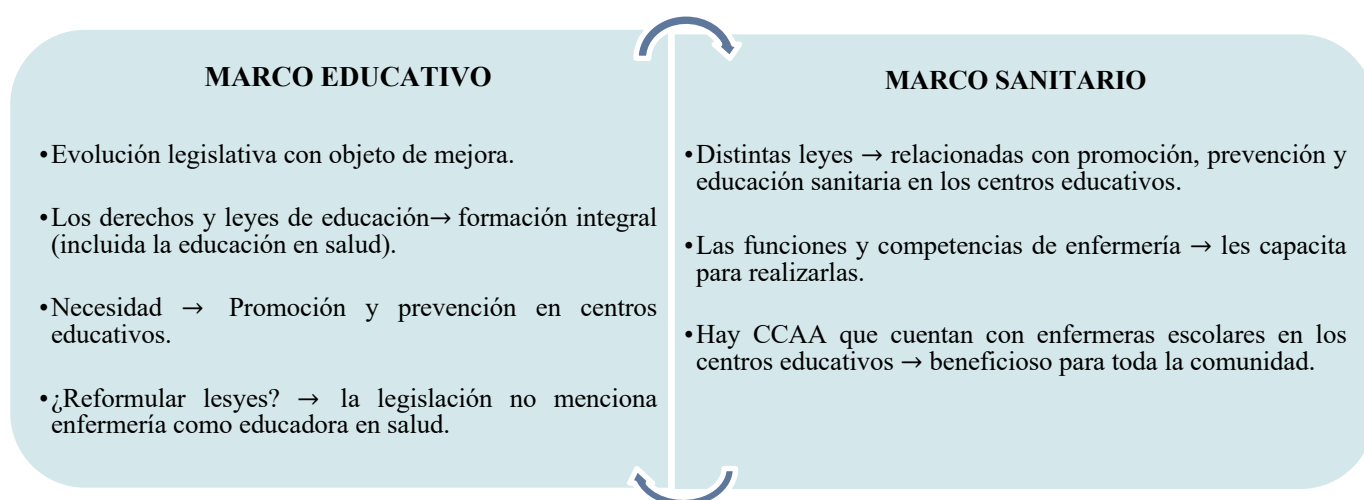 MARCO EDUCATIVO
•Evolución legislativa con objeto de mejora.
•Los derechos y leyes de educación→ formación integral
(incluida la educación en salud).
•Necesidad → Promoción y prevención en centros
educativos.
•¿Reformular lesyes? → la legislación no menciona
enfermería como educadora en salud.
MARCO SANITARIO
•Distintas leyes → relacionadas con promoción, prevención y
educación sanitaria en los centros educativos.
•Las funciones y competencias de enfermería → les capacita
para realizarlas.
•Hay CCAA que cuentan con enfermeras escolares en los
centros educativos → beneficioso para toda la comunidad.